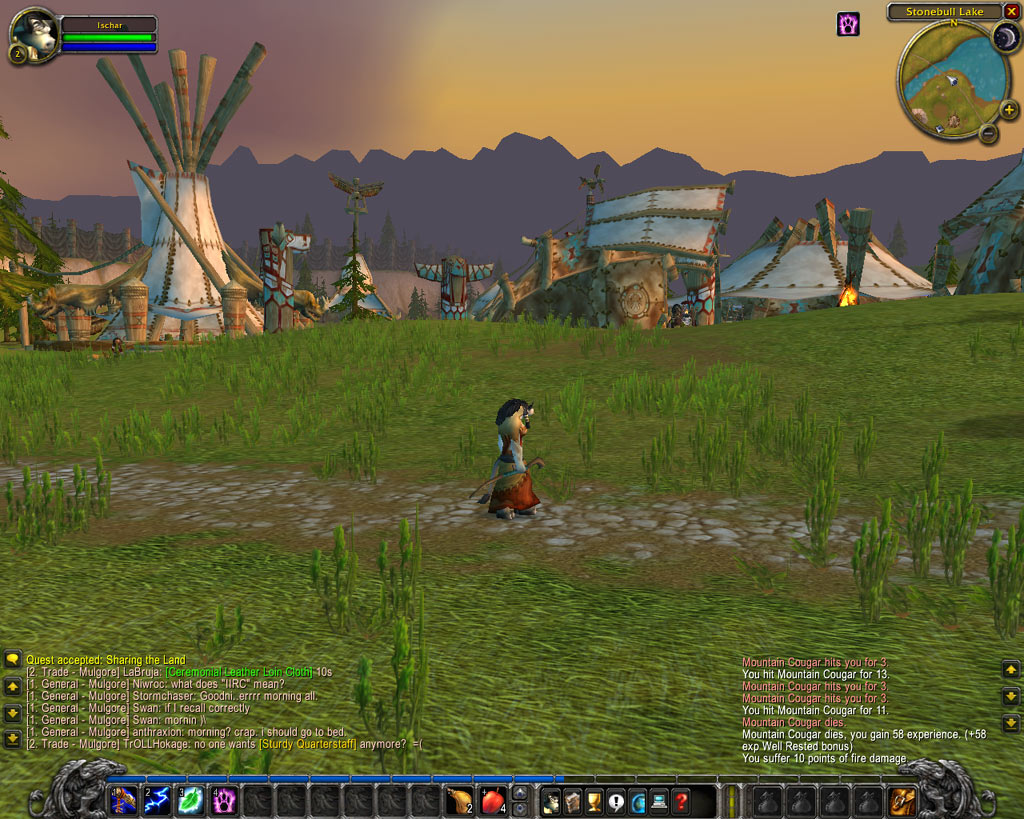 Ischar
2
Stonebull Lake
N
Quest accepted: Sharing the Land
[2. Trade - Mulgore] LaBruja: [Ceremonial Leather Loin-Cloth] 10s
[1. General - Mulgore] Niwroc: what does "IIRC" mean?
[1. General - Mulgore] Stormchaser: Goodni..errrr morning all.
[1. General - Mulgore] Swan: if I recall correctly
[1. General - Mulgore] Swan: mornin )\
[1. General - Mulgore] anthraxion: morning? crap. i should go to bed.
[2. Trade - Mulgore] TrOLLHokage: no one wants [Sturdy Quarterstaff] anymore? =(
Mountain Cougar hits you for 3.
You hit Mountain Cougar for 13.
Mountain Cougar hits you for 3.
Mountain Cougar hits you for 3.
You hit Mountain Cougar for 11.
Mountain Cougar dies.
Mountain Cougar dies, you gain 58 experience. (+58
exp Well Rested bonus)
You suffer 10 points of fire damage.
1 2 3 4 2 4